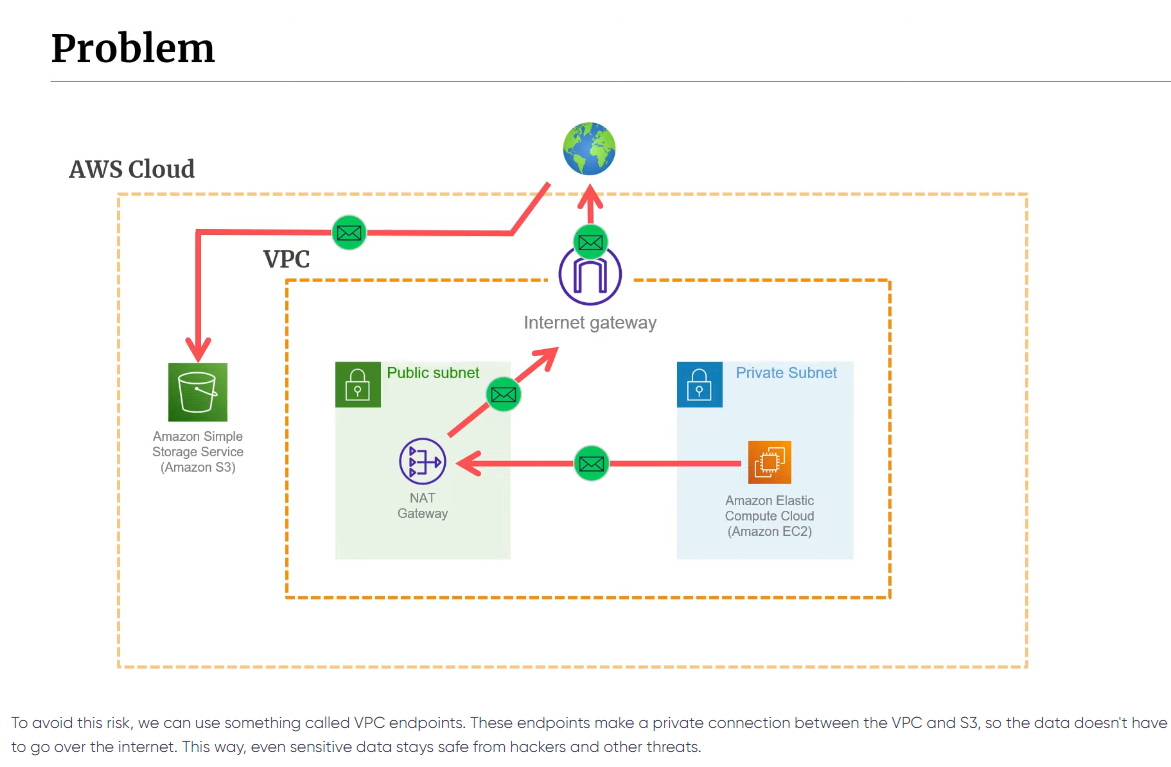 Problem
AWS Cloud
VPC
Internet gateway
Public subnet
Private Subnet
Amazon Simple
Storage Service
(Amazon S3)
NAT
Gateway
Amazon Elastic
Compute Cloud
(Amazon EC2)
To avoid this risk, we can use something called VPC endpoints. These endpoints make a private connection between the VPC and S3, so the data doesn't have
to go over the internet. This way, even sensitive data stays safe from hackers and other threats.